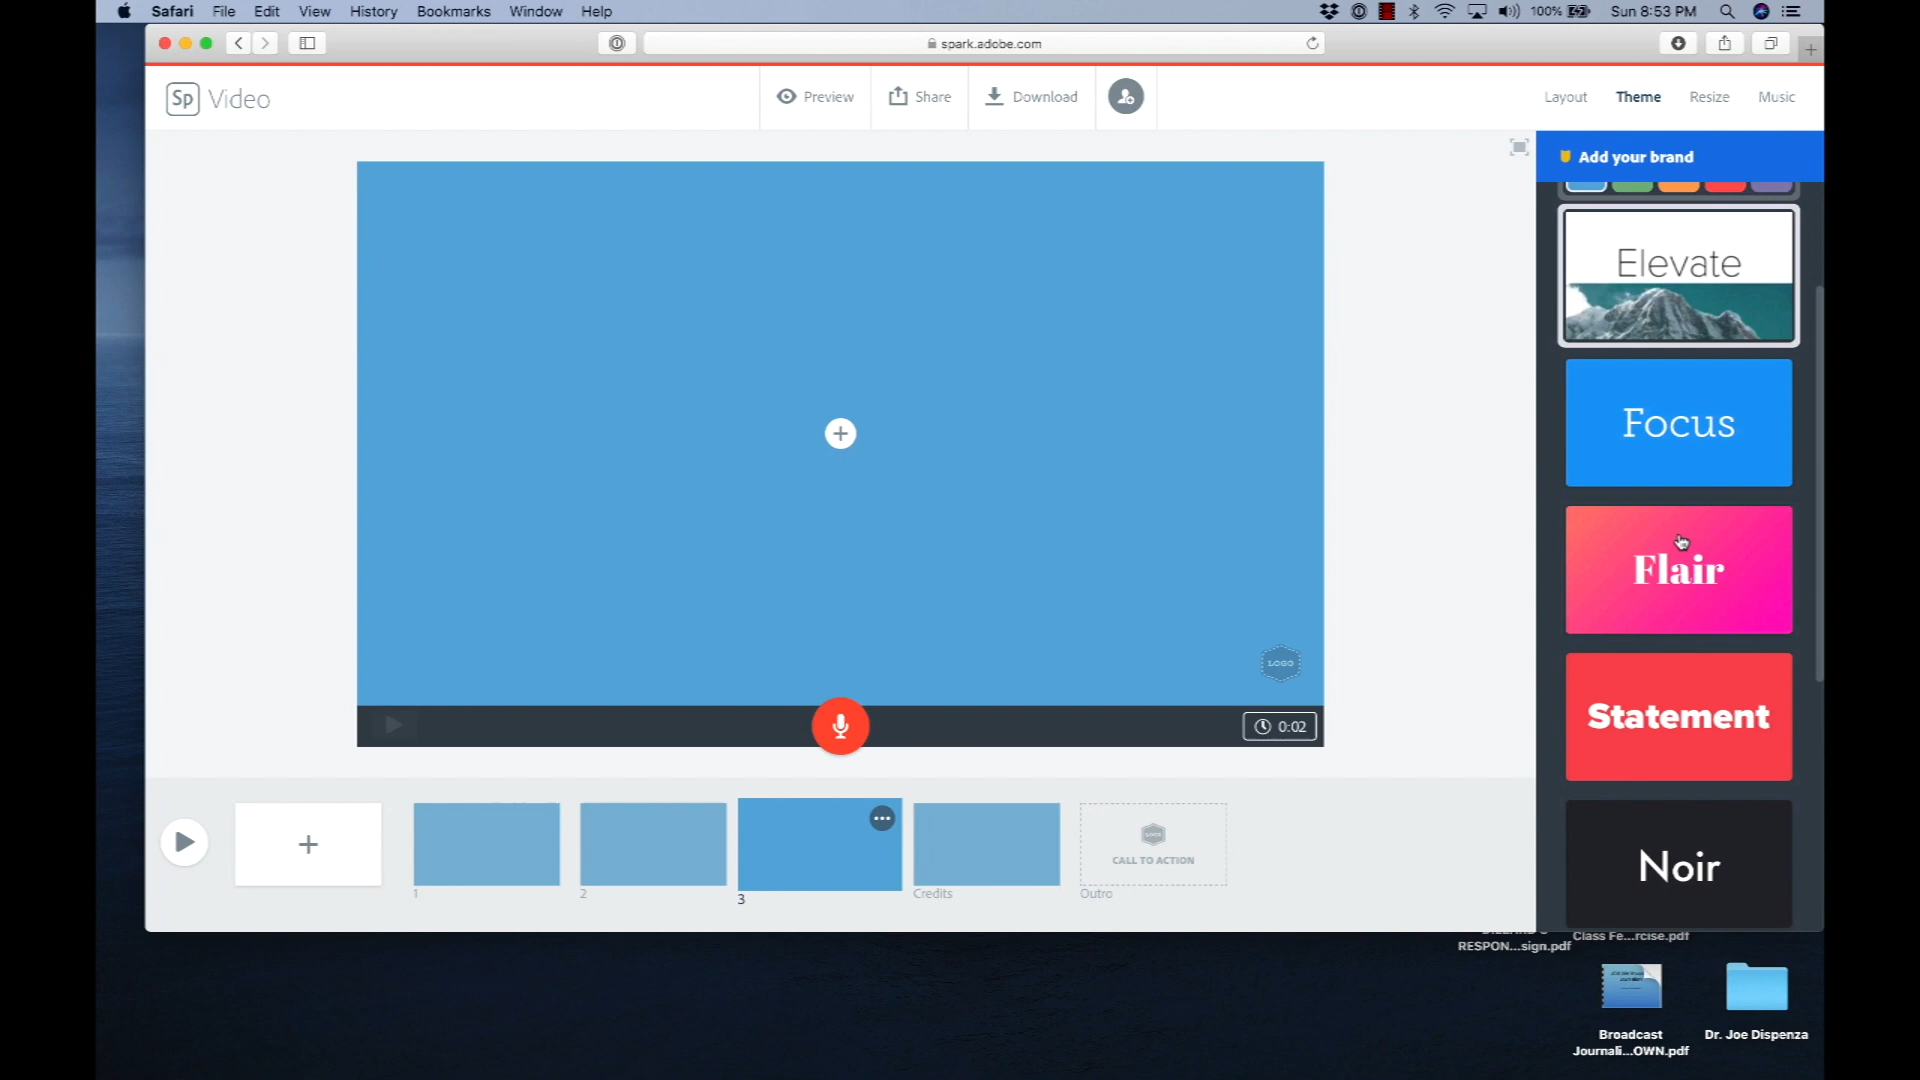 Safari File Edit View History Bookmarks Window Help 100% Sun 8:53 PM
spark.adobe.com
Sp Video Preview Share Download Layout Theme Resize Music
Add your brand
Elevate
Focus
Flair
LOGO
Statement
0:02
Noir
CALL TO ACTION
1 2 3 Credits Outro
RESPON...sign.pdf
Class Fe...rcise.pdf
Broadcast
Journali...OWN.pdf
Dr. Joe Dispenza